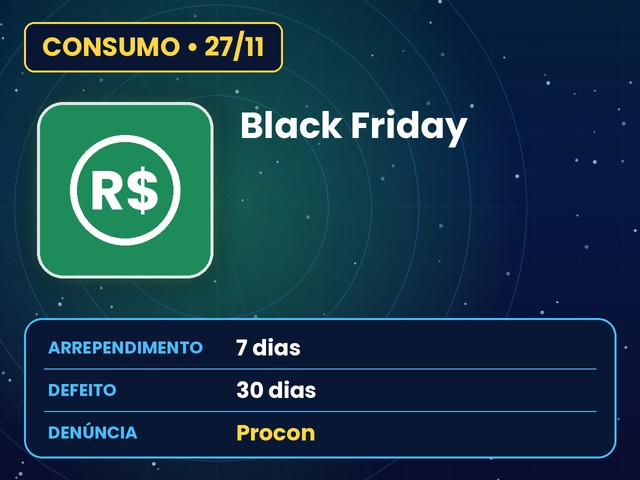 CONSUMO • 27/11
Black Friday
R$
ARREPENDIMENTO 7 dias
DEFEITO 30 dias
DENÚNCIA Procon